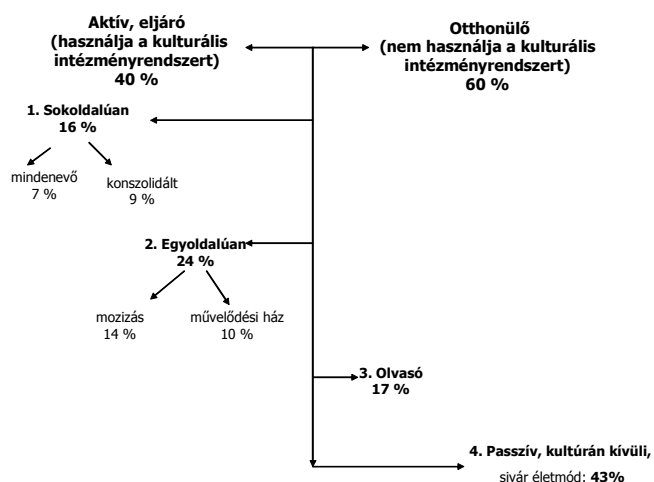 Aktív, eljáró
(használja a kulturális
intézményrendszert)
40 %
Otthonülő
(nem használja a kulturális
intézményrendszert)
60 %
1. Sokoldalúan
16 %
mindenevő
7 %
konszolidált
9 %
2. Egyoldalúan
24 %
mozizás
14 %
művelődési ház
10 %
3. Olvasó
17 %
4. Passzív, kultúrán kívüli,
sivár életmód: 43%